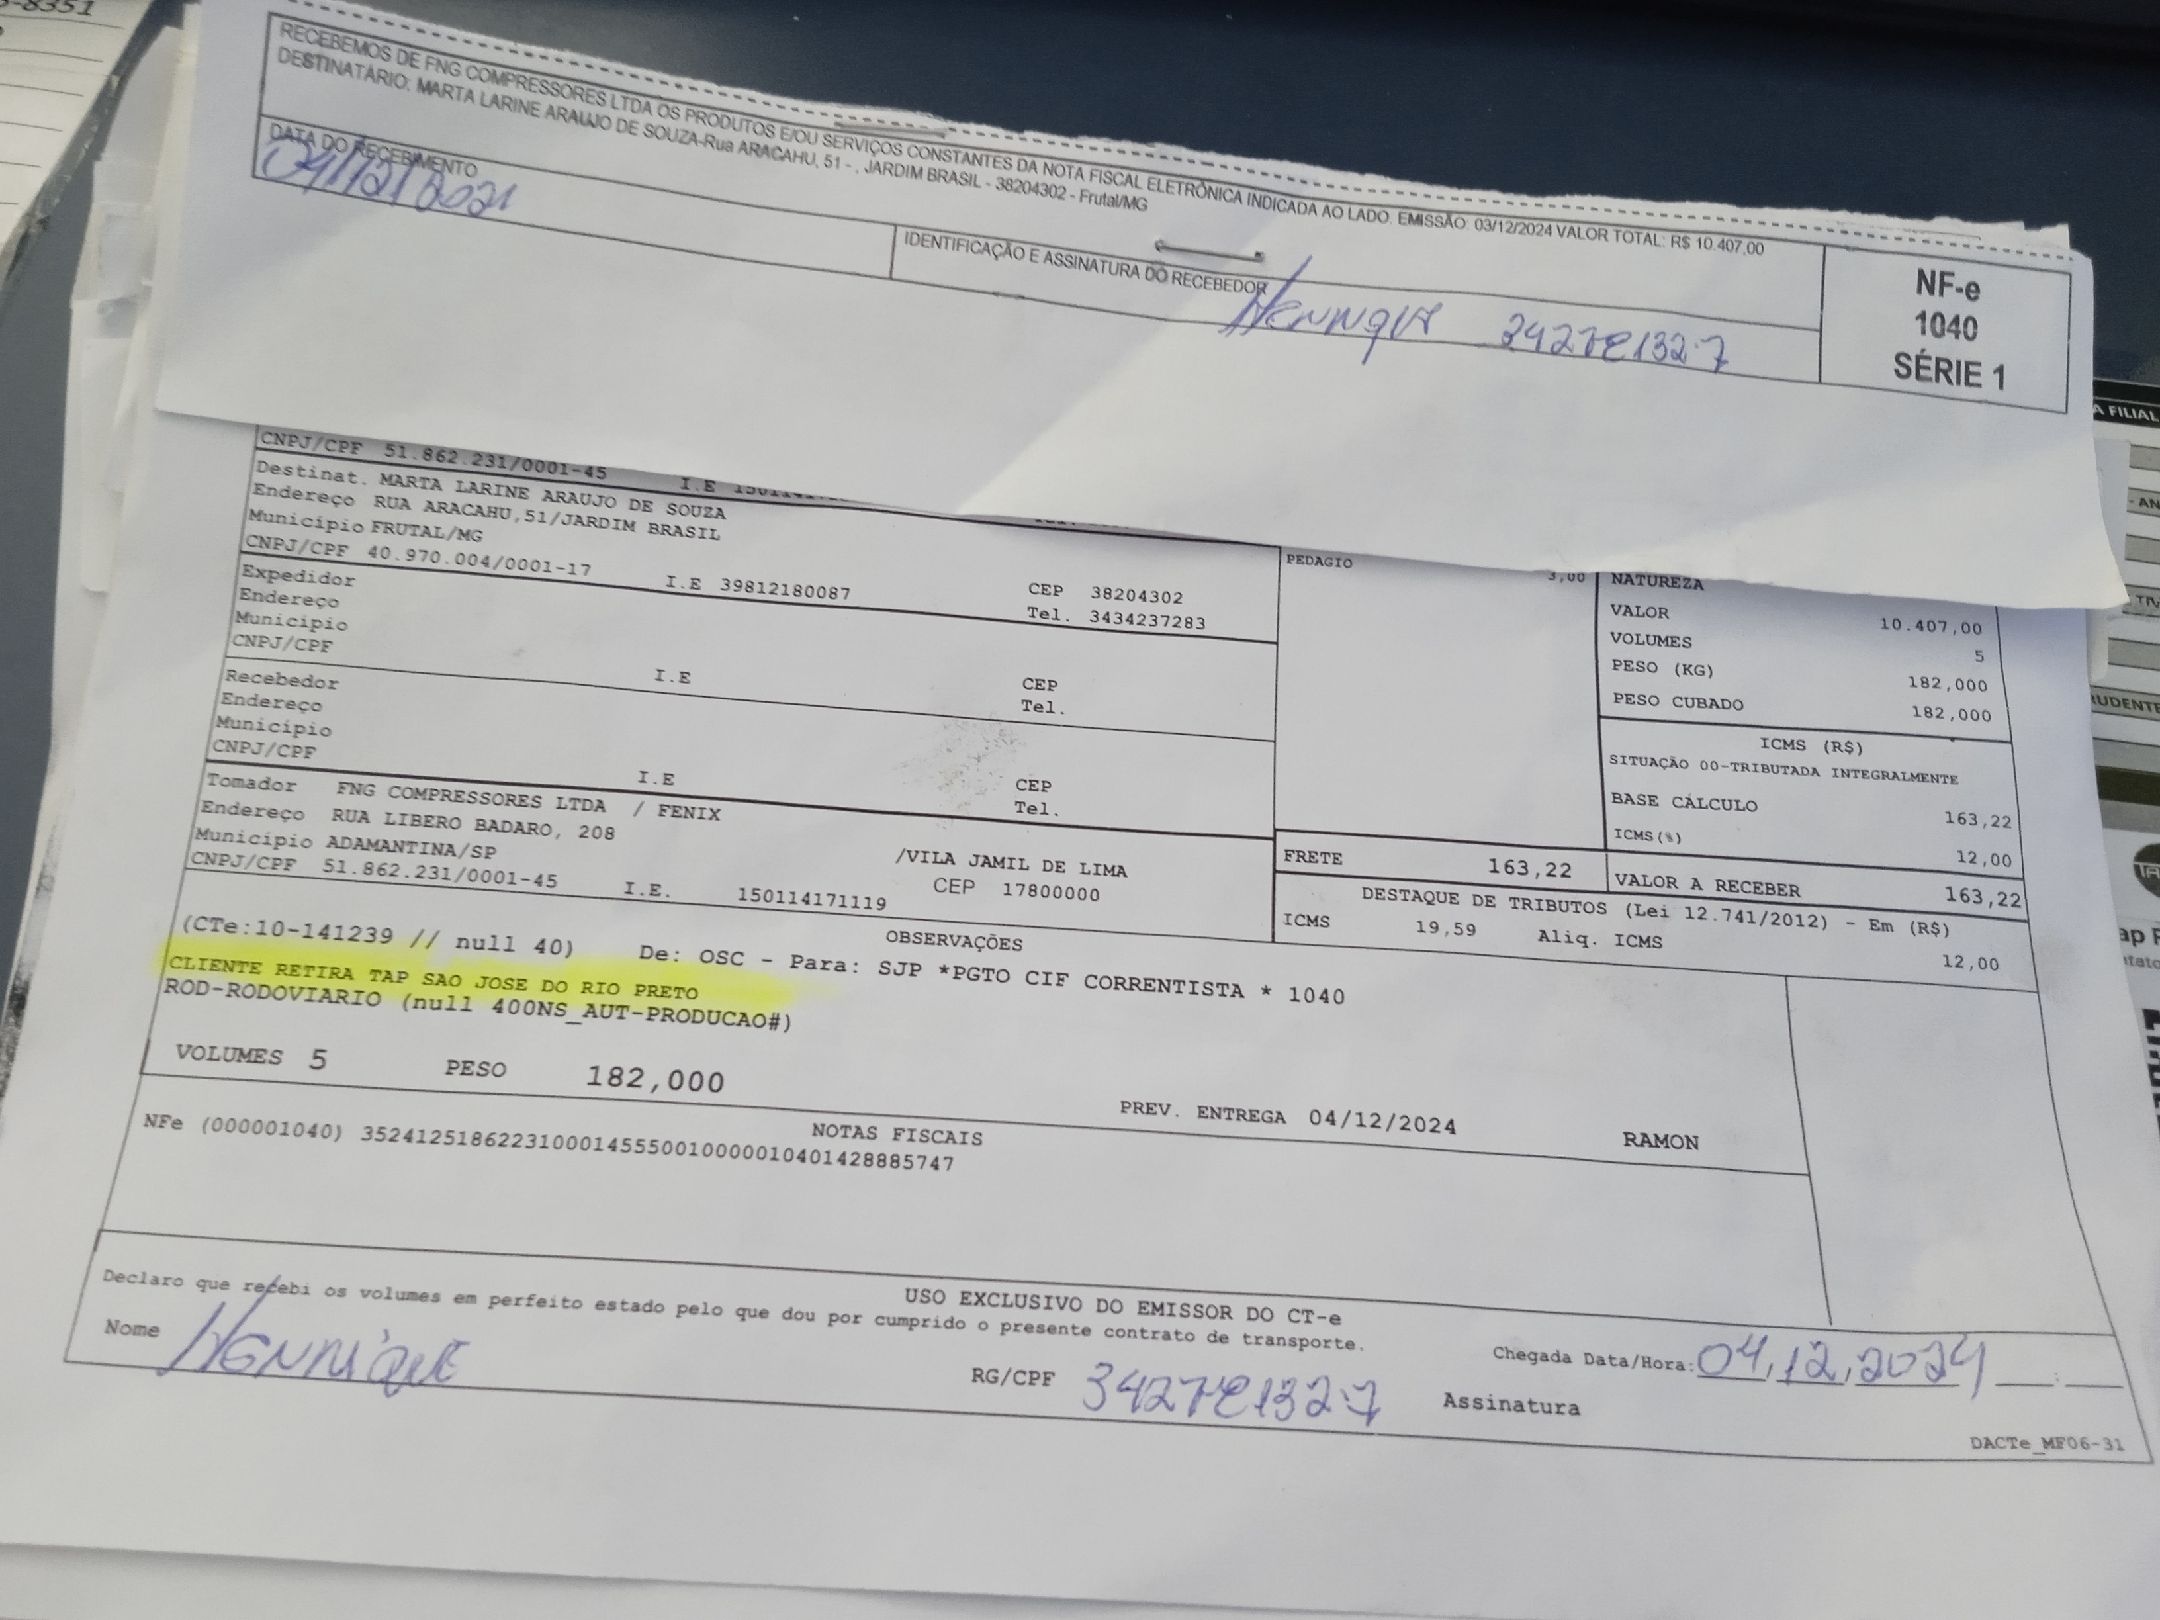 -8351
RECEBEMOS DE FNG COMPRESSORES LTDA OS PRODUTOS E/OU SERVIÇOS CONSTANTES DA NOTA FISCAL ELETRÔNICA INDICADA AO LADO. EMISSÃO: 03/12/2024 VALOR TOTAL: R$ 10.407,00
DESTINATÁRIO: MARTA LARINE ARAUJO DE SOUZA-Rua ARACAHU, 51 - , JARDIM BRASIL - 38204302 - Frutal/MG
DATA DO RECEBIMENTO
IDENTIFICAÇÃO E ASSINATURA DO RECEBEDOR
NF-e
1040
SÉRIE 1
A FILIAL
CNPJ/CPF 51.862.231/0001-45 I.E
Destinat. MARTA LARINE ARAUJO DE SOUZA
Endereço RUA ARACAHU,51/JARDIM BRASIL
Município FRUTAL/MG
CNPJ/CPF 40.970.004/0001-17 I.E 39812180087 CEP 38204302
Tel. 3434237283
Expedidor
Endereço
Município
CNPJ/CPF I.E CEP
Tel.
Recebedor
Endereço
Município
CNPJ/CPF I.E CEP
Tel.
PEDAGIO 3,00
NATUREZA
VALOR 10.407,00
VOLUMES 5
PESO (KG) 182,000
PESO CUBADO 182,000
ICMS (R$)
SITUAÇÃO 00-TRIBUTADA INTEGRALMENTE
BASE CÁLCULO 163,22
ICMS(%) 12,00
Tomador FNG COMPRESSORES LTDA / FENIX
Endereço RUA LIBERO BADARO, 208 /VILA JAMIL DE LIMA
Município ADAMANTINA/SP CEP 17800000
CNPJ/CPF 51.862.231/0001-45 I.E. 150114171119
FRETE 163,22 VALOR A RECEBER 163,22
DESTAQUE DE TRIBUTOS (Lei 12.741/2012) - Em (R$)
ICMS 19,59 Aliq. ICMS 12,00
OBSERVAÇÕES
(CTe:10-141239 // null 40) De: OSC - Para: SJP *PGTO CIF CORRENTISTA * 1040
CLIENTE RETIRA TAP SAO JOSE DO RIO PRETO
ROD-RODOVIARIO (null 400NS_AUT-PRODUCAO#)
VOLUMES 5 PESO 182,000 PREV. ENTREGA 04/12/2024 RAMON
NOTAS FISCAIS
NFe (000001040) 35241251862231000145550010000010401428885747
USO EXCLUSIVO DO EMISSOR DO CT-e
Declaro que recebi os volumes em perfeito estado pelo que dou por cumprido o presente contrato de transporte.
Nome HENRIQUE RG/CPF Chegada Data/Hora: 04,12,2024
Assinatura
DACTe_MF06-31